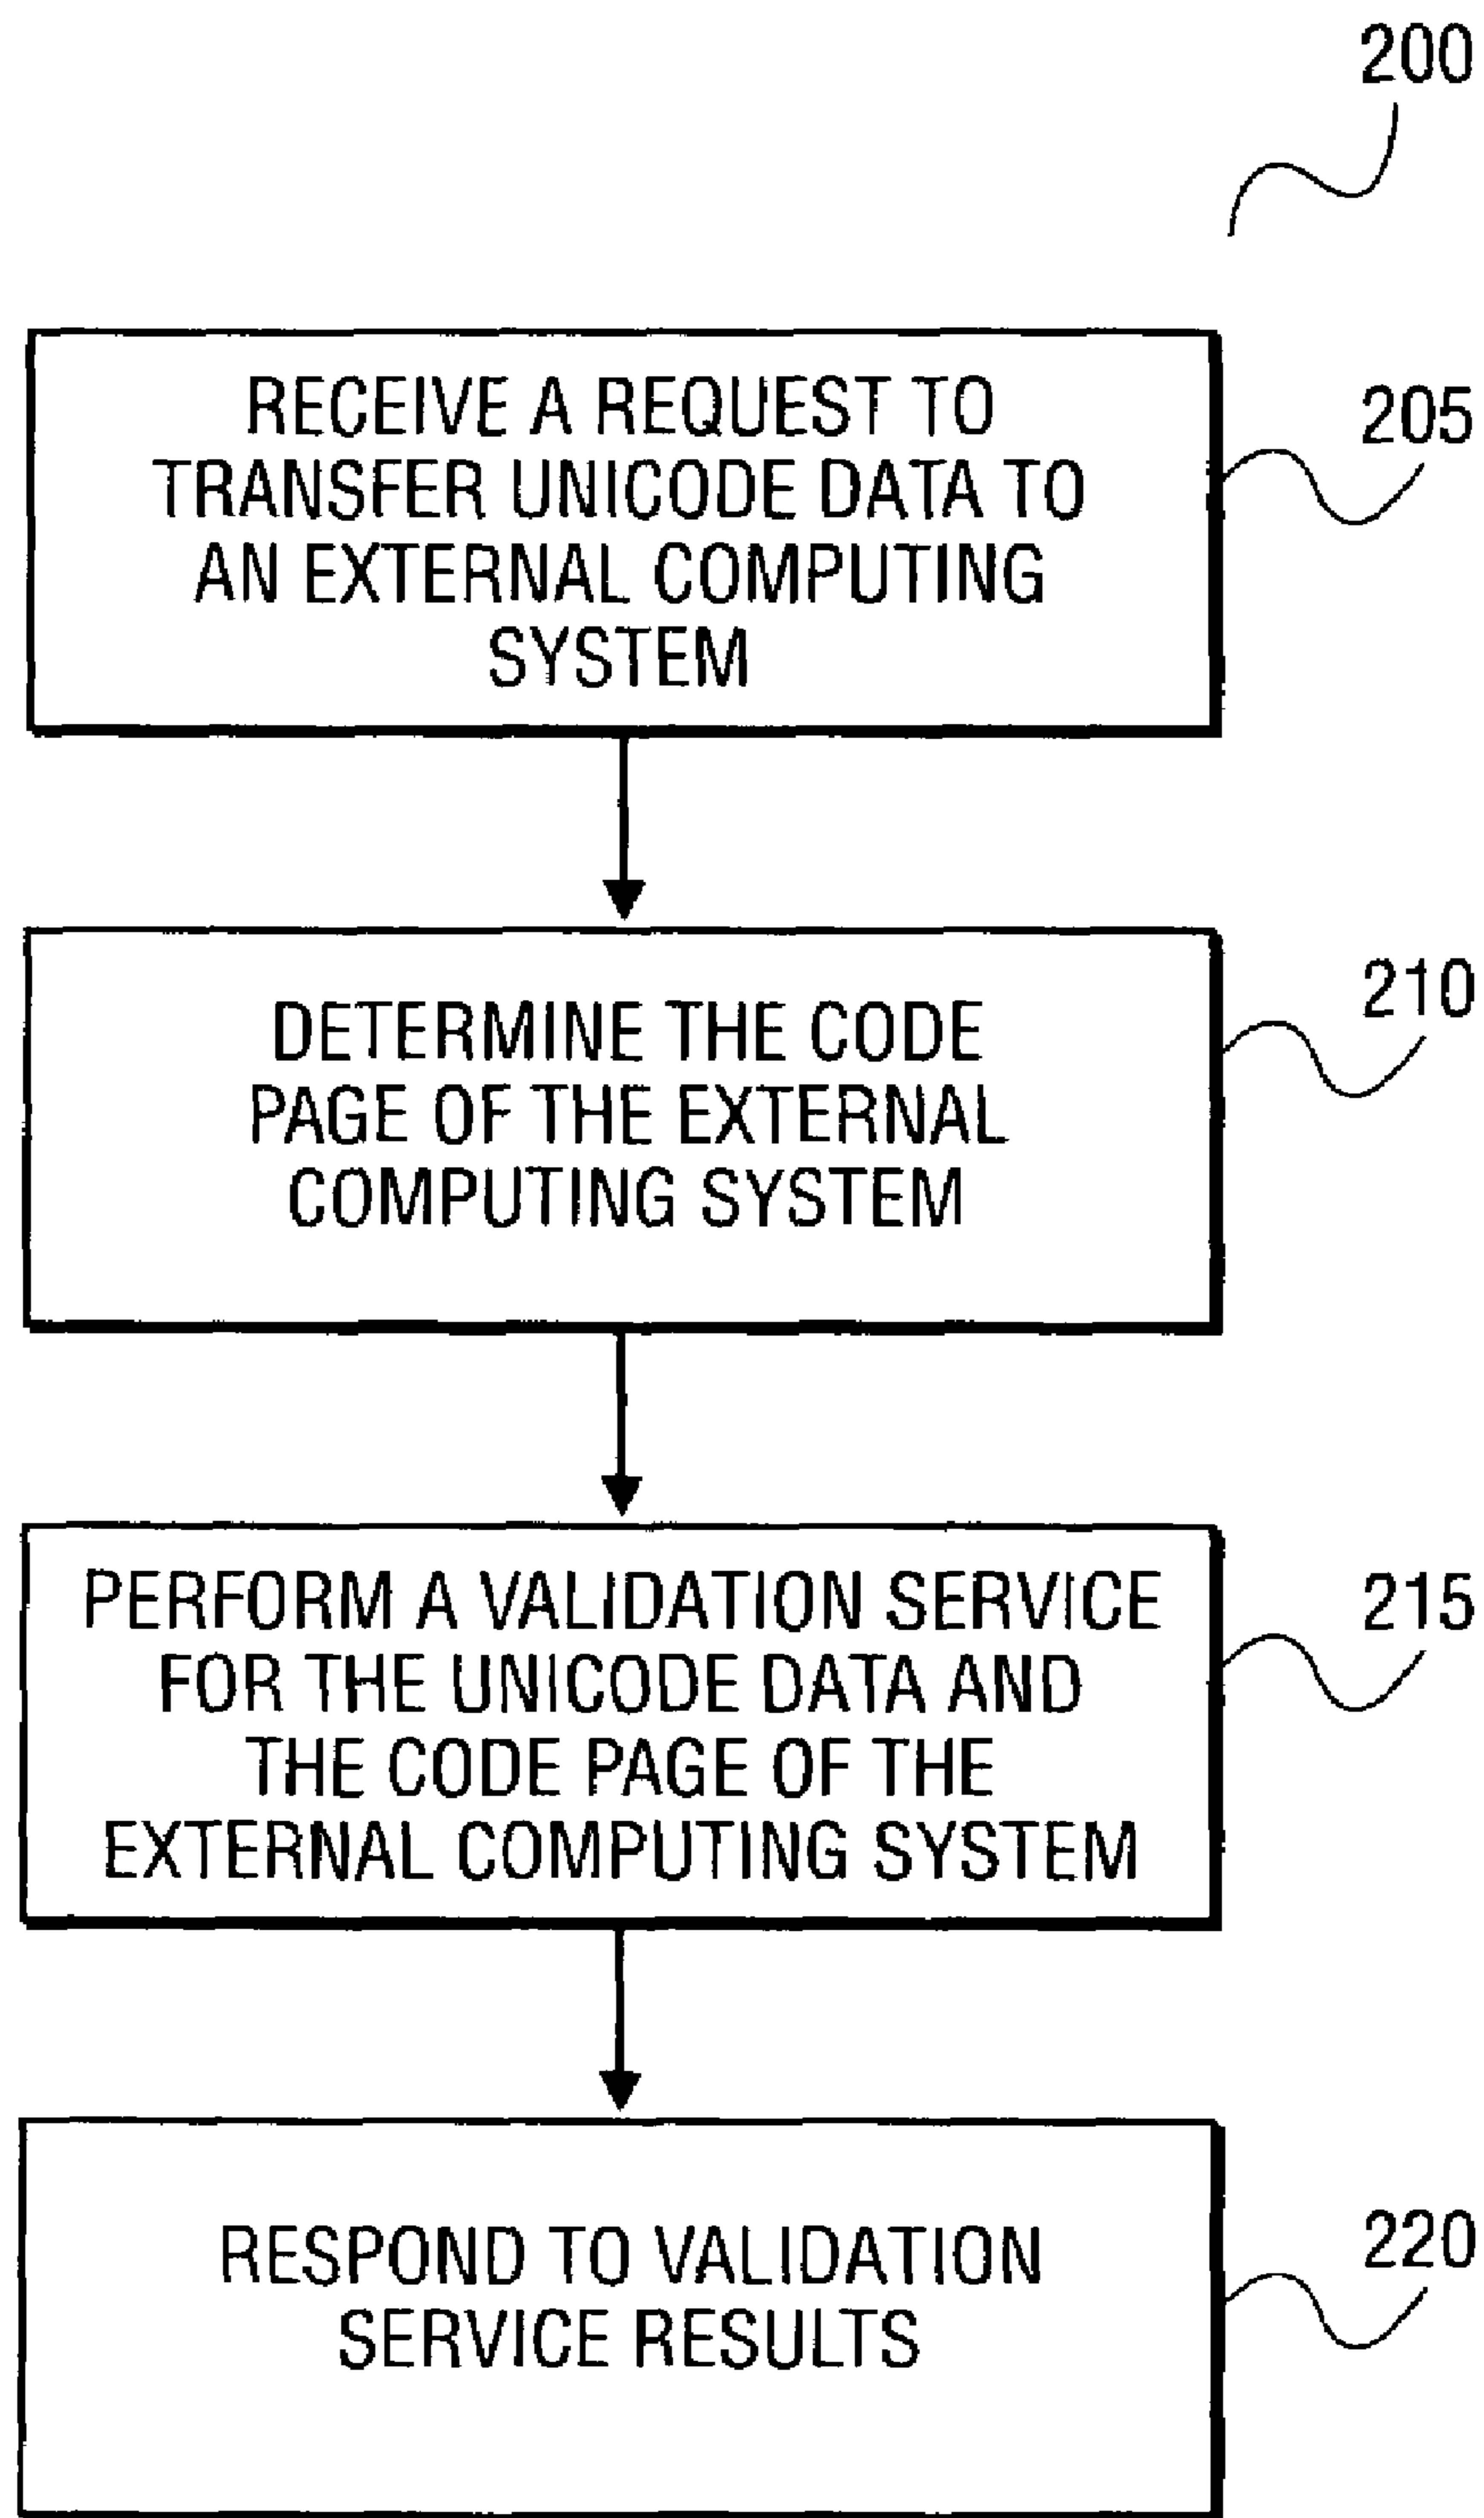 200
RECEIVE A REQUEST TO
TRANSFER UNICODE DATA TO
AN EXTERNAL COMPUTING
SYSTEM
205
DETERMINE THE CODE
PAGE OF THE EXTERNAL
COMPUTING SYSTEM
210
PERFORM A VALIDATION SERVICE
FOR THE UNICODE DATA AND
THE CODE PAGE OF THE
EXTERNAL COMPUTING SYSTEM
215
RESPOND TO VALIDATION
SERVICE RESULTS
220